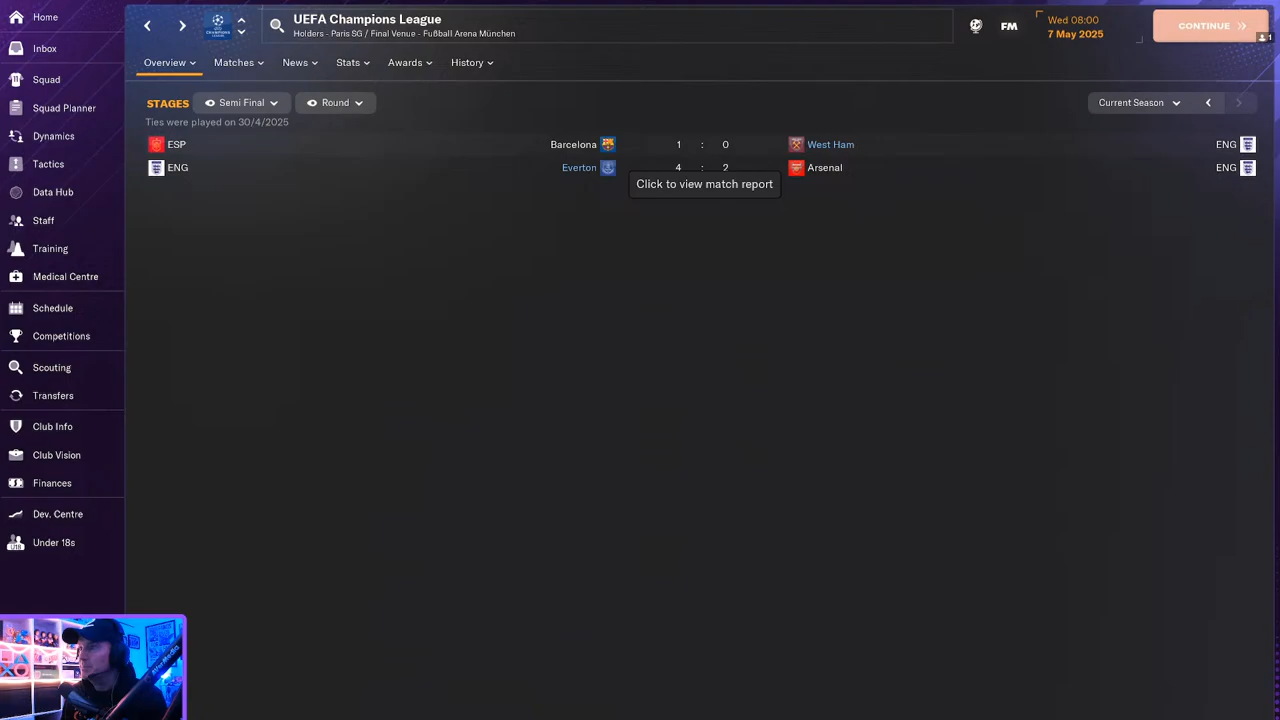 Home
Inbox
Squad
Squad Planner
Dynamics
Tactics
Data Hub
Staff
Training
Medical Centre
Schedule
Competitions
Scouting
Transfers
Club Info
Club Vision
Finances
Dev. Centre
Under 18s
UEFA Champions League
Holders - Paris SG / Final Venue - Fußball Arena München
FM
Wed 08:00
7 May 2025
CONTINUE
1
Overview
Matches
News
Stats
Awards
History
STAGES
Semi Final
Round
Current Season
Ties were played on 30/4/2025
ESP Barcelona 1 : 0 West Ham ENG
ENG Everton 4 : 2 Arsenal ENG
Click to view match report
AVerMedia